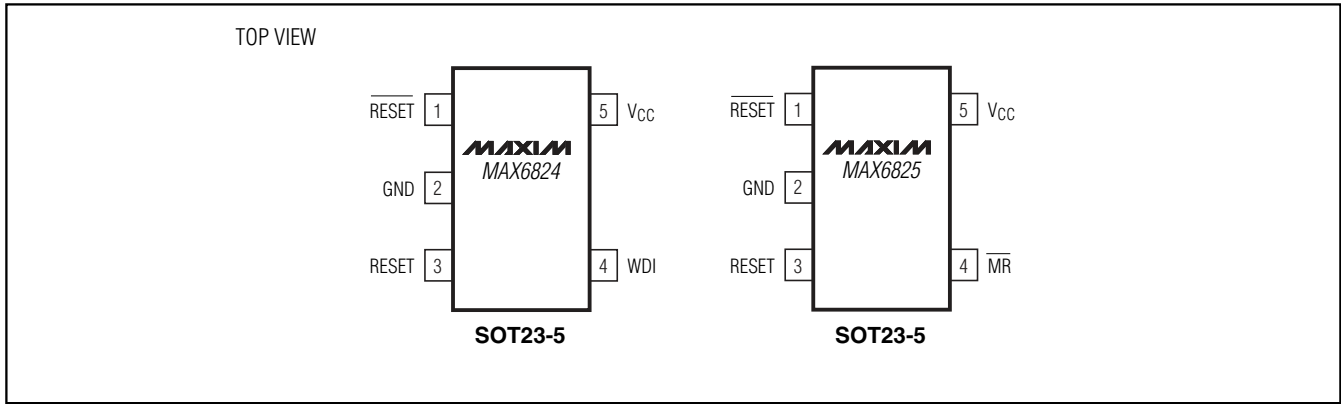 TOP VIEW
RESET 1
5 VCC
MAXIM
MAX6824
GND 2
RESET 3
4 WDI
SOT23-5
RESET 1
5 VCC
MAXIM
MAX6825
GND 2
RESET 3
4 MR
SOT23-5